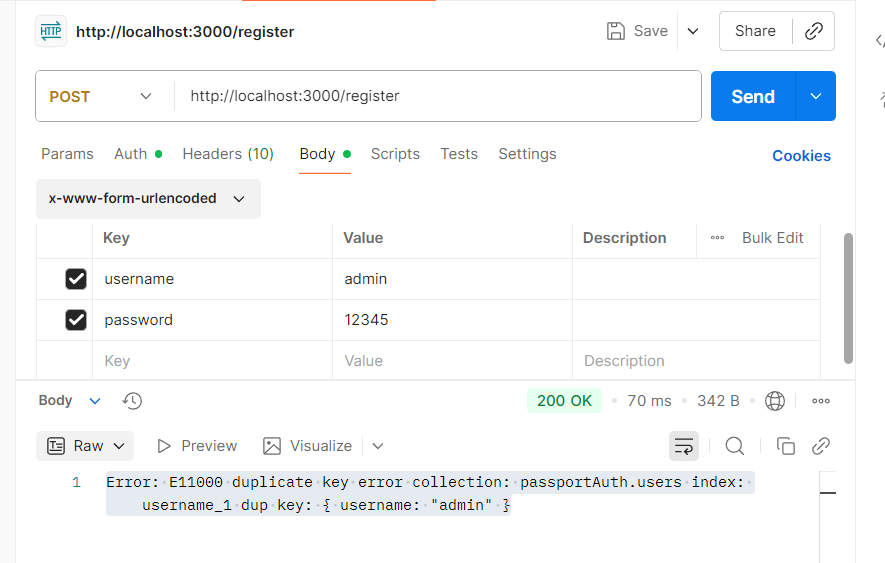 HTTP http://localhost:3000/register Save Share
POST http://localhost:3000/register Send
Params Auth Headers (10) Body Scripts Tests Settings Cookies
x-www-form-urlencoded
Key Value Description Bulk Edit
username admin
password 12345
Key Value Description
Body 200 OK 70 ms 342 B
Raw Preview Visualize
1 Error: E11000 duplicate key error collection: passportAuth.users index:
username_1 dup key: { username: "admin" }